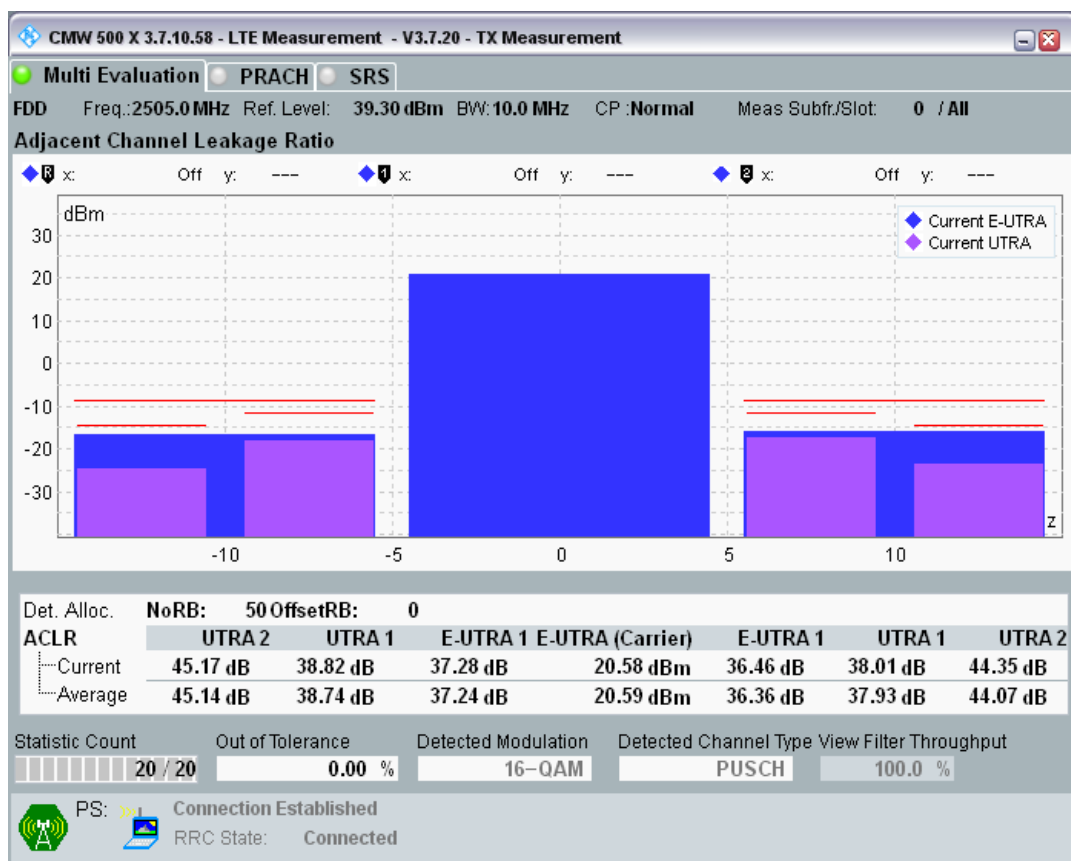 CMW 500 X 3.7.10.58 - LTE Measurement - V3.7.20 - TX Measurement
Multi Evaluation PRACH SRS
FDD Freq.:2505.0 MHz Ref. Level: 39.30 dBm BW:10.0 MHz CP :Normal Meas Subfr./Slot: 0 / All
Adjacent Channel Leakage Ratio
R x: Off y: --- 1 x: Off y: --- 2 x: Off y: ---
dBm
Current E-UTRA
Current UTRA
30
20
10
0
-10
-20
-30
z
-10 -5 0 5 10
Det. Alloc. NoRB: 50 OffsetRB: 0
ACLR UTRA 2 UTRA 1 E-UTRA 1 E-UTRA (Carrier) E-UTRA 1 UTRA 1 UTRA 2
Current 45.17 dB 38.82 dB 37.28 dB 20.58 dBm 36.46 dB 38.01 dB 44.35 dB
Average 45.14 dB 38.74 dB 37.24 dB 20.59 dBm 36.36 dB 37.93 dB 44.07 dB
Statistic Count Out of Tolerance Detected Modulation Detected Channel Type View Filter Throughput
20 / 20 0.00 % 16-QAM PUSCH 100.0 %
PS: Connection Established
RRC State: Connected